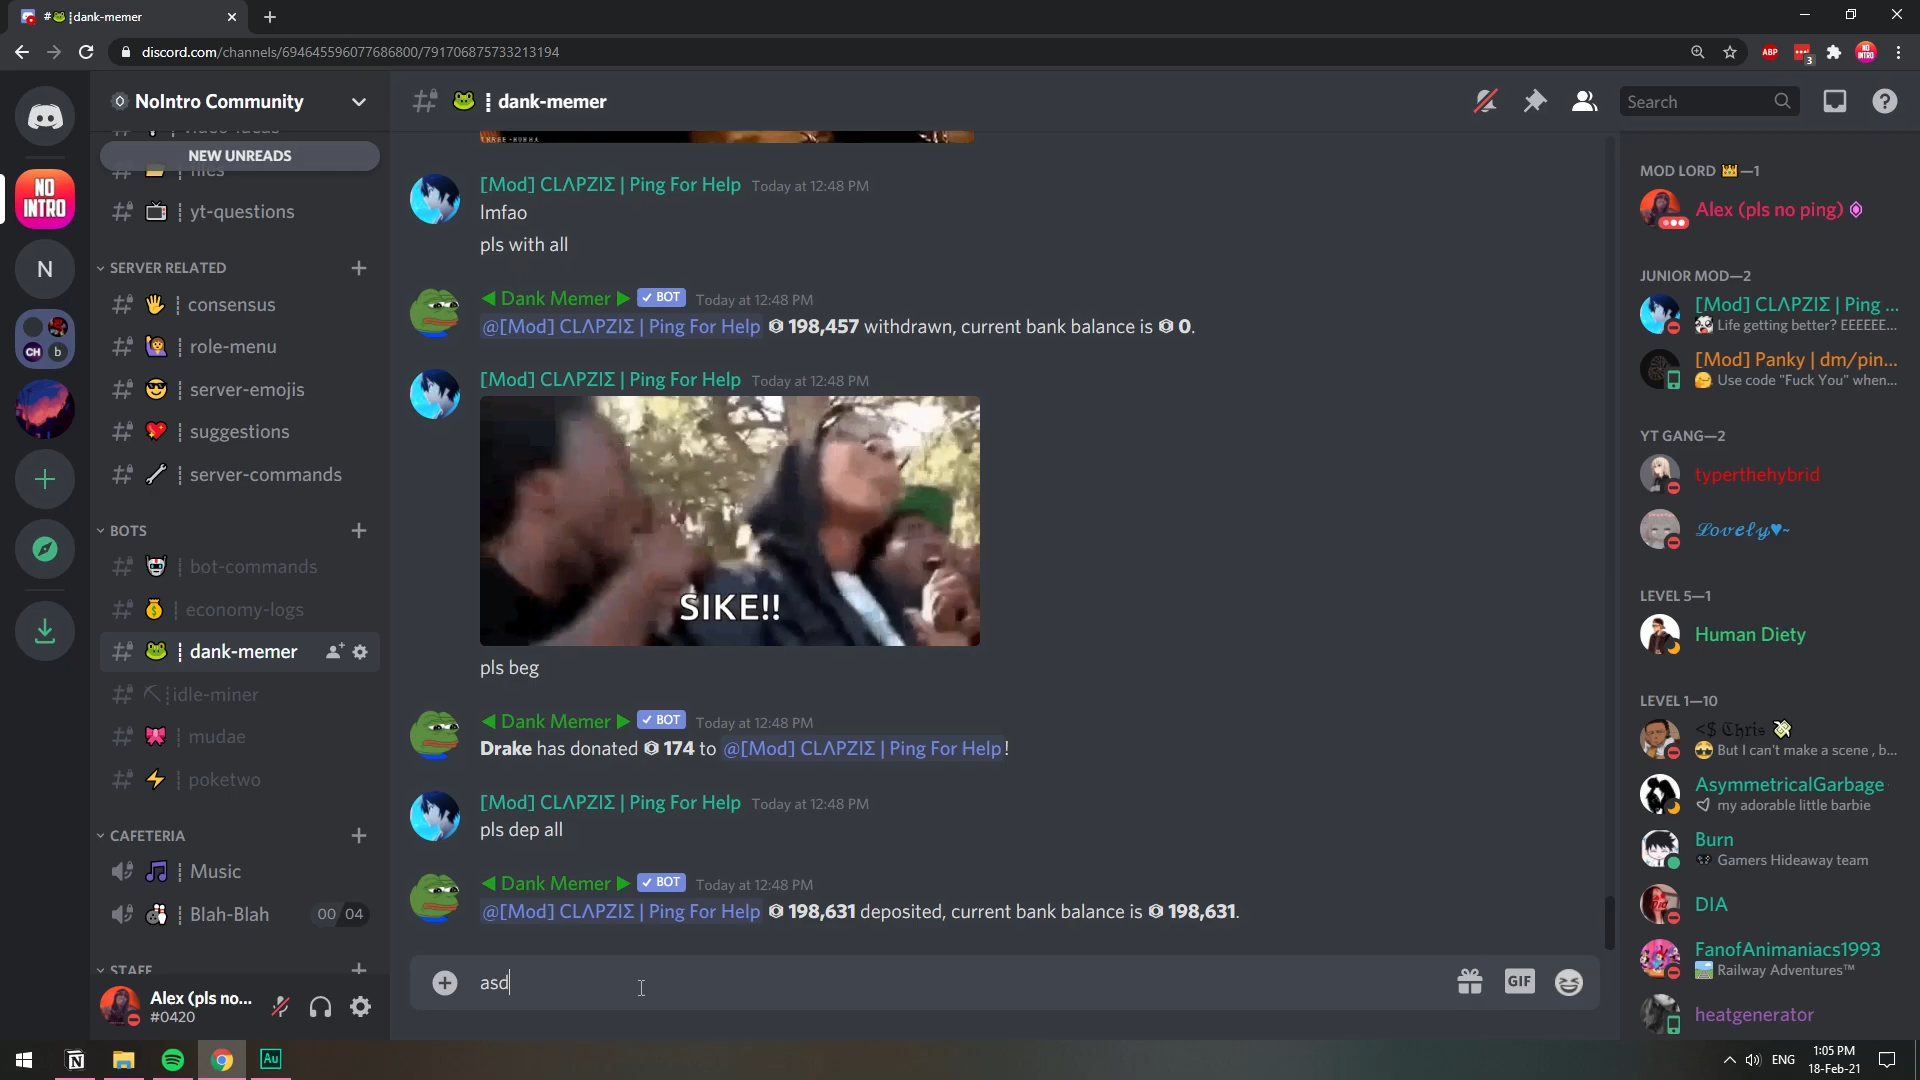 # 🐸 ┊dank-memer
discord.com/channels/694645596077686800/791706875733213194
ABP
3
NO INTRO
NoIntro Community
🐸 ┊ dank-memer
Search
NEW UNREADS
files
yt-questions
SERVER RELATED
consensus
role-menu
server-emojis
suggestions
server-commands
BOTS
bot-commands
economy-logs
dank-memer
idle-miner
mudae
poketwo
CAFETERIA
Music
Blah-Blah 00 04
STAFF
Alex (pls no...
#0420
NO
INTRO
N
CH b
[Mod] CLΛPZIΣ | Ping For Help Today at 12:48 PM
lmfao
pls with all
◀ Dank Memer ▶ ✓ BOT Today at 12:48 PM
@[Mod] CLΛPZIΣ | Ping For Help 198,457 withdrawn, current bank balance is 0.
[Mod] CLΛPZIΣ | Ping For Help Today at 12:48 PM
SIKE!!
pls beg
◀ Dank Memer ▶ ✓ BOT Today at 12:48 PM
Drake has donated 174 to @[Mod] CLΛPZIΣ | Ping For Help!
[Mod] CLΛPZIΣ | Ping For Help Today at 12:48 PM
pls dep all
◀ Dank Memer ▶ ✓ BOT Today at 12:48 PM
@[Mod] CLΛPZIΣ | Ping For Help 198,631 deposited, current bank balance is 198,631.
asd
GIF
MOD LORD 👑—1
Alex (pls no ping)
JUNIOR MOD—2
[Mod] CLΛPZIΣ | Ping ...
Life getting better? EEEEEE...
[Mod] Panky | dm/pin...
Use code "Fuck You" when...
YT GANG—2
typerthehybrid
𝓛𝓸𝓿𝓮𝓵𝔂♥~
LEVEL 5—1
Human Diety
LEVEL 1—10
<$ ℭ𝔥𝔯𝔦𝔰 💸
But I can't make a scene , b...
AsymmetricalGarbage
my adorable little barbie
Burn
Gamers Hideaway team
DIA
FanofAnimaniacs1993
Railway Adventures™
heatgenerator
Au
ENG
1:05 PM
18-Feb-21